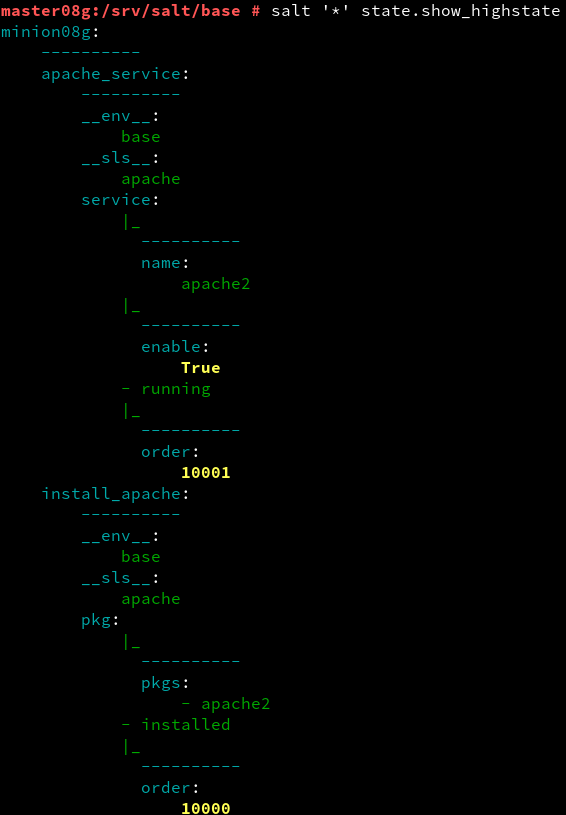 master08g:/srv/salt/base # salt '*' state.show_highstate
minion08g:
    ----------
    apache_service:
        ----------
        __env__:
            base
        __sls__:
            apache
        service:
            |_
              ----------
              name:
                  apache2
            |_
              ----------
              enable:
                  True
            - running
            |_
              ----------
              order:
                  10001
    install_apache:
        ----------
        __env__:
            base
        __sls__:
            apache
        pkg:
            |_
              ----------
              pkgs:
                  - apache2
            - installed
            |_
              ----------
              order:
                  10000